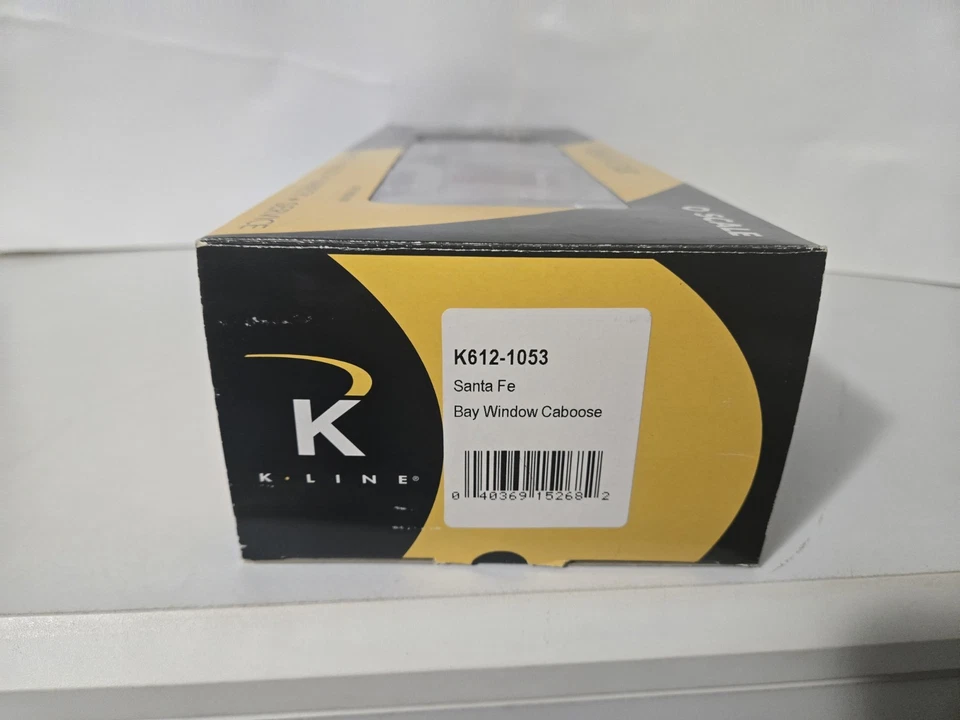 O SCALE
K
K·LINE®
K612-1053
Santa Fe
Bay Window Caboose
0 40369 15268 2